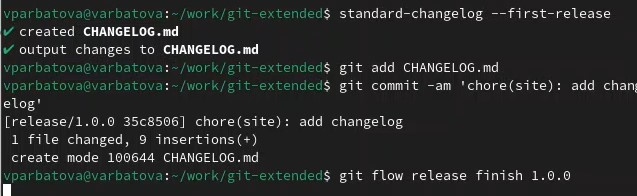 vparbatova@varbatova:~/work/git-extended$ standard-changelog --first-release
✔ created CHANGELOG.md
✔ output changes to CHANGELOG.md
vparbatova@varbatova:~/work/git-extended$ git add CHANGELOG.md
vparbatova@varbatova:~/work/git-extended$ git commit -am 'chore(site): add chang
elog'
[release/1.0.0 35c8506] chore(site): add changelog
1 file changed, 9 insertions(+)
create mode 100644 CHANGELOG.md
vparbatova@varbatova:~/work/git-extended$ git flow release finish 1.0.0